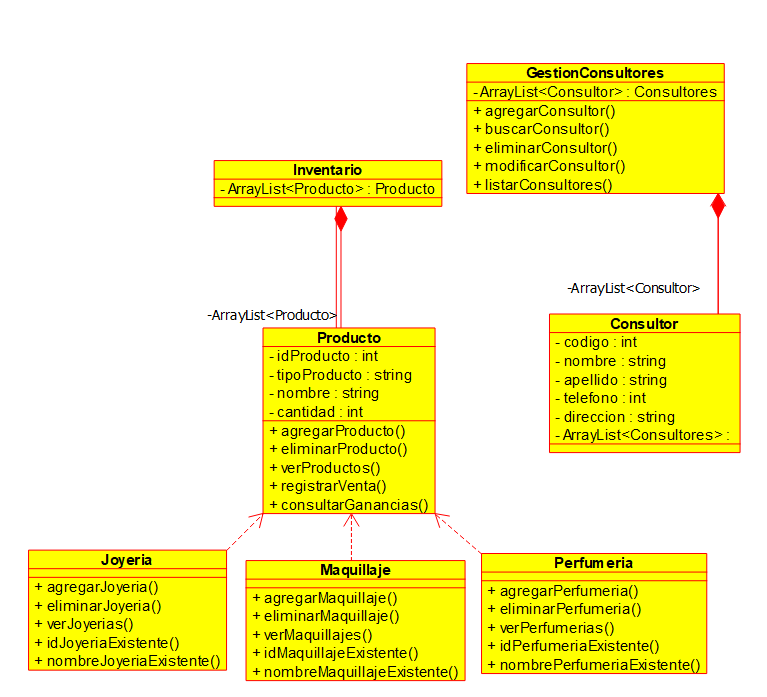 GestionConsultores
- ArrayList<Consultor> : Consultores
+ agregarConsultor()
+ buscarConsultor()
+ eliminarConsultor()
+ modificarConsultor()
+ listarConsultores()
Inventario
- ArrayList<Producto> : Producto
-ArrayList<Consultor>
-ArrayList<Producto>
Producto
- idProducto : int
- tipoProducto : string
- nombre : string
- cantidad : int
+ agregarProducto()
+ eliminarProducto()
+ verProductos()
+ registrarVenta()
+ consultarGanancias()
Consultor
- codigo : int
- nombre : string
- apellido : string
- telefono : int
- direccion : string
- ArrayList<Consultores> :
Joyeria
+ agregarJoyeria()
+ eliminarJoyeria()
+ verJoyerias()
+ idJoyeriaExistente()
+ nombreJoyeriaExistente()
Maquillaje
+ agregarMaquillaje()
+ eliminarMaquillaje()
+ verMaquillajes()
+ idMaquillajeExistente()
+ nombreMaquillajeExistente()
Perfumeria
+ agregarPerfumeria()
+ eliminarPerfumeria()
+ verPerfumerias()
+ idPerfumeriaExistente()
+ nombrePerfumeriaExistente()